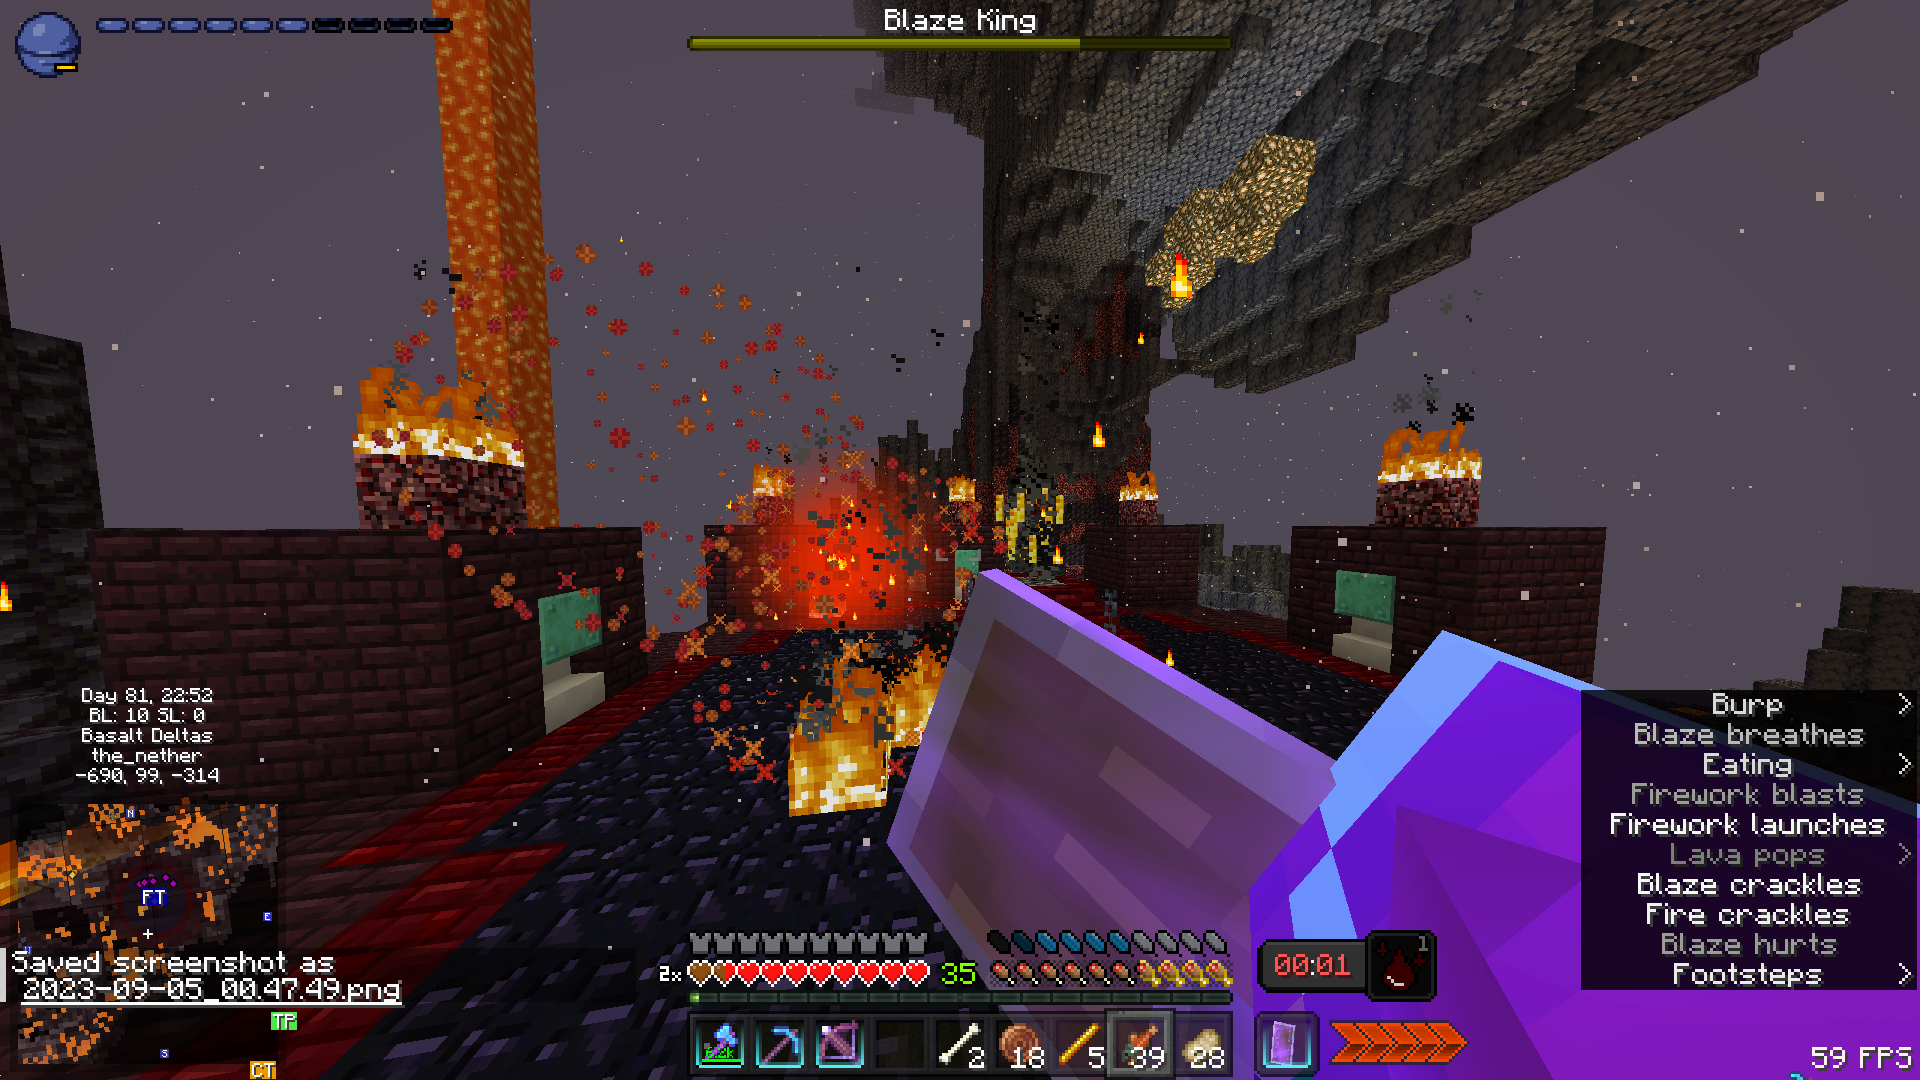 Blaze King
Day 81, 22:52
BL: 10 SL: 0
Basalt Deltas
the_nether
-690, 99, -314
N
FT
E
W
S
TP
CT
Saved screenshot as
2023-09-05_00.47.49.png
2x
35
00:01
1
6.2k
2
18
5
39
28
Burp >
Blaze breathes
Eating >
Firework blasts
Firework launches
Lava pops >
Blaze crackles
Fire crackles
Blaze hurts
Footsteps >
59 FPS